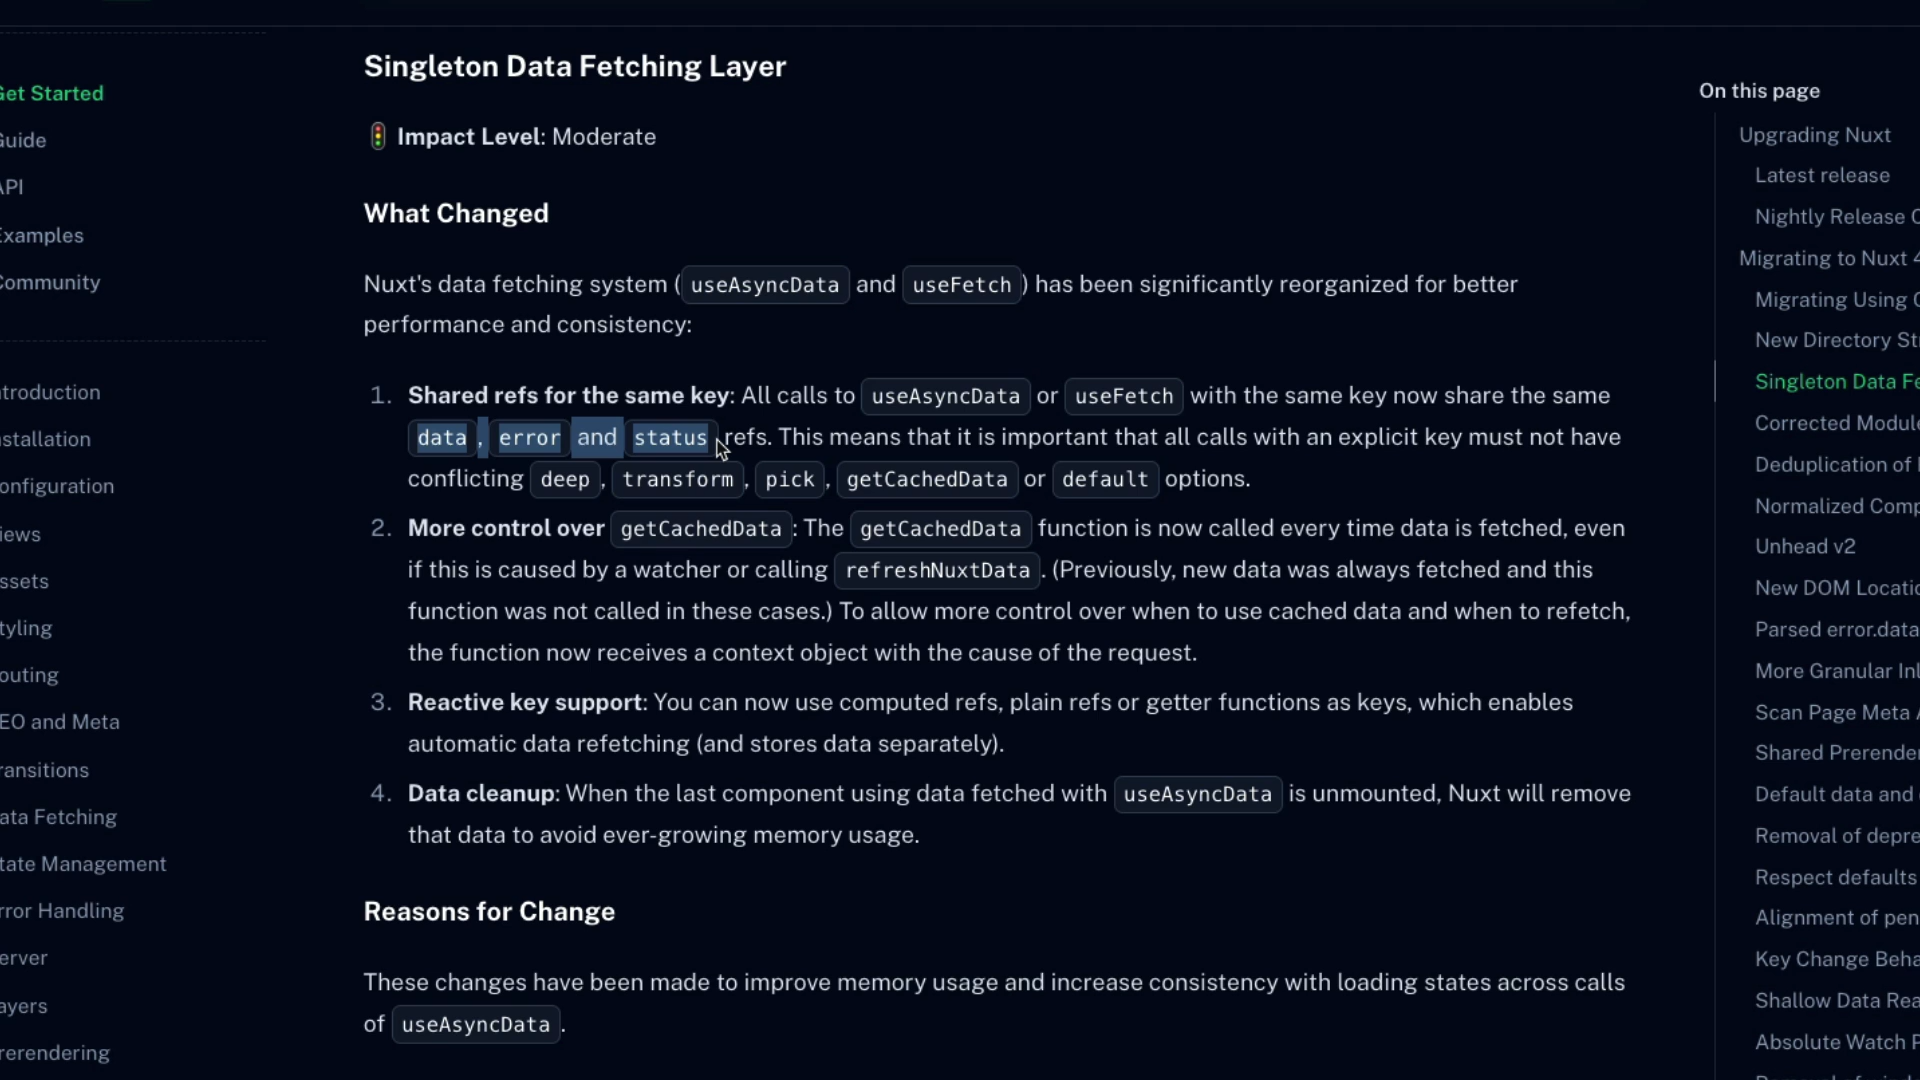 Singleton Data Fetching Layer
🚦 Impact Level: Moderate
What Changed
Nuxt's data fetching system ( useAsyncData and useFetch ) has been significantly reorganized for better
performance and consistency:
1. Shared refs for the same key: All calls to useAsyncData or useFetch with the same key now share the same
data , error and status refs. This means that it is important that all calls with an explicit key must not have
conflicting deep , transform , pick , getCachedData or default options.
2. More control over getCachedData : The getCachedData function is now called every time data is fetched, even
if this is caused by a watcher or calling refreshNuxtData . (Previously, new data was always fetched and this
function was not called in these cases.) To allow more control over when to use cached data and when to refetch,
the function now receives a context object with the cause of the request.
3. Reactive key support: You can now use computed refs, plain refs or getter functions as keys, which enables
automatic data refetching (and stores data separately).
4. Data cleanup: When the last component using data fetched with useAsyncData is unmounted, Nuxt will remove
that data to avoid ever-growing memory usage.
Reasons for Change
These changes have been made to improve memory usage and increase consistency with loading states across calls
of useAsyncData .
Get Started
Guide
API
Examples
Community
ntroduction
nstallation
onfiguration
iews
ssets
tyling
outing
EO and Meta
ransitions
ata Fetching
tate Management
rror Handling
erver
ayers
rerendering
On this page
Upgrading Nuxt
Latest release
Nightly Release C
Migrating to Nuxt 4
Migrating Using C
New Directory Str
Singleton Data Fe
Corrected Module
Deduplication of
Normalized Comp
Unhead v2
New DOM Locatio
Parsed error.data
More Granular Inl
Scan Page Meta A
Shared Prerender
Default data and
Removal of depre
Respect defaults
Alignment of pen
Key Change Beha
Shallow Data Rea
Absolute Watch P